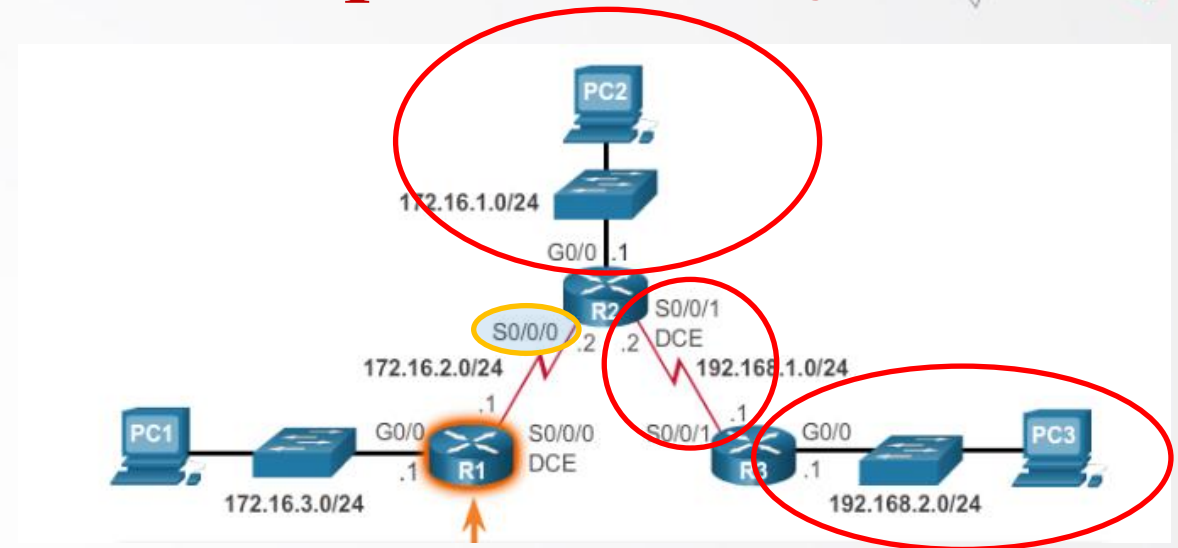 PC2
172.16.1.0/24
G0/0 .1
R2
S0/0/1
DCE
S0/0/0
.2 .2
172.16.2.0/24
192.168.1.0/24
.1
.1
PC1
G0/0
.1
R1
S0/0/0
DCE
S0/0/1
R3
G0/0
.1
PC3
172.16.3.0/24
192.168.2.0/24